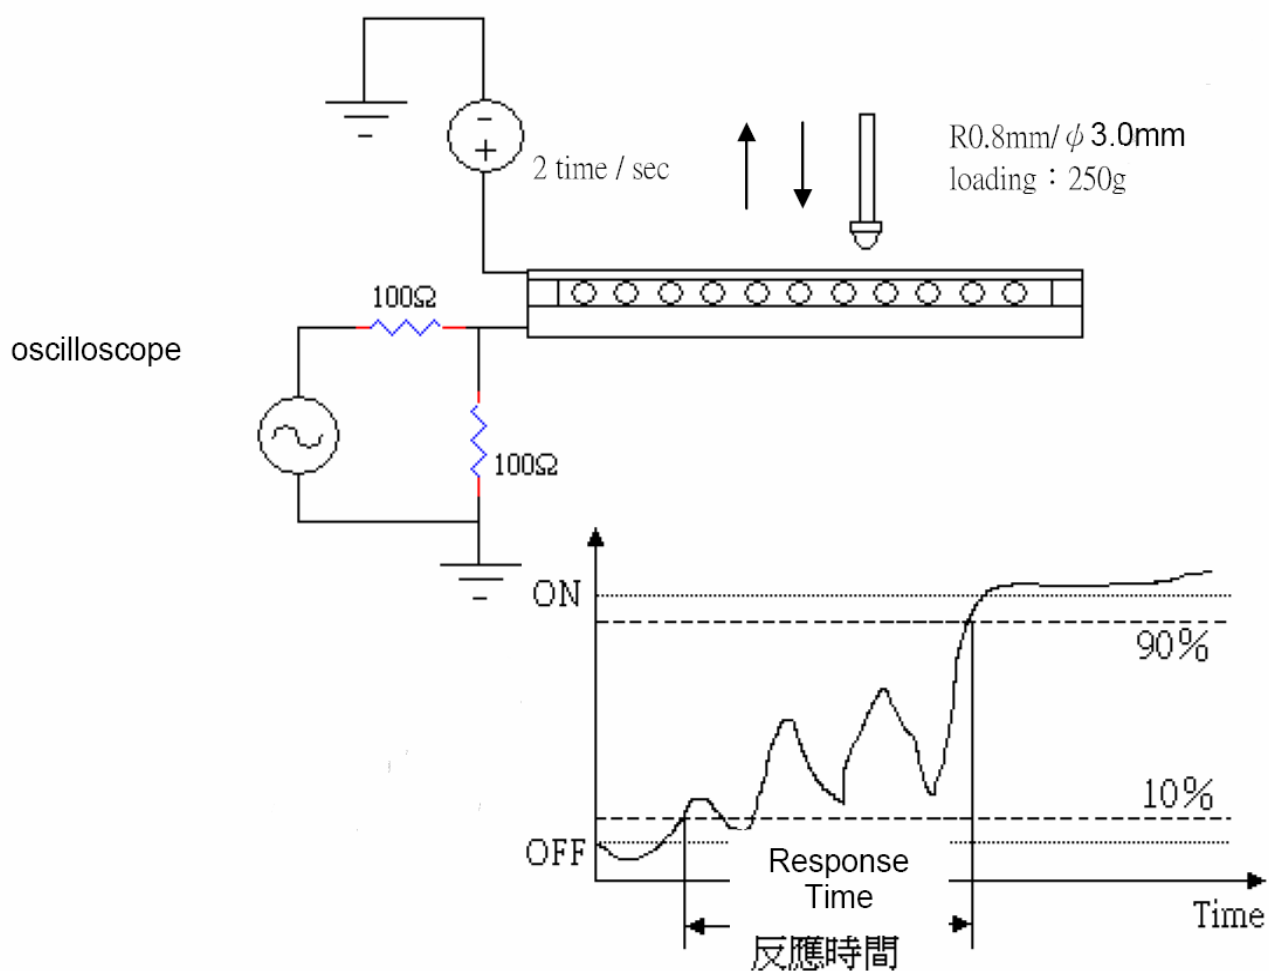 -
+
2 time / sec
R0.8mm/ φ 3.0mm
loading：250g
100Ω
oscilloscope
100Ω
ON
90%
10%
OFF
Response
Time
Time
反應時間